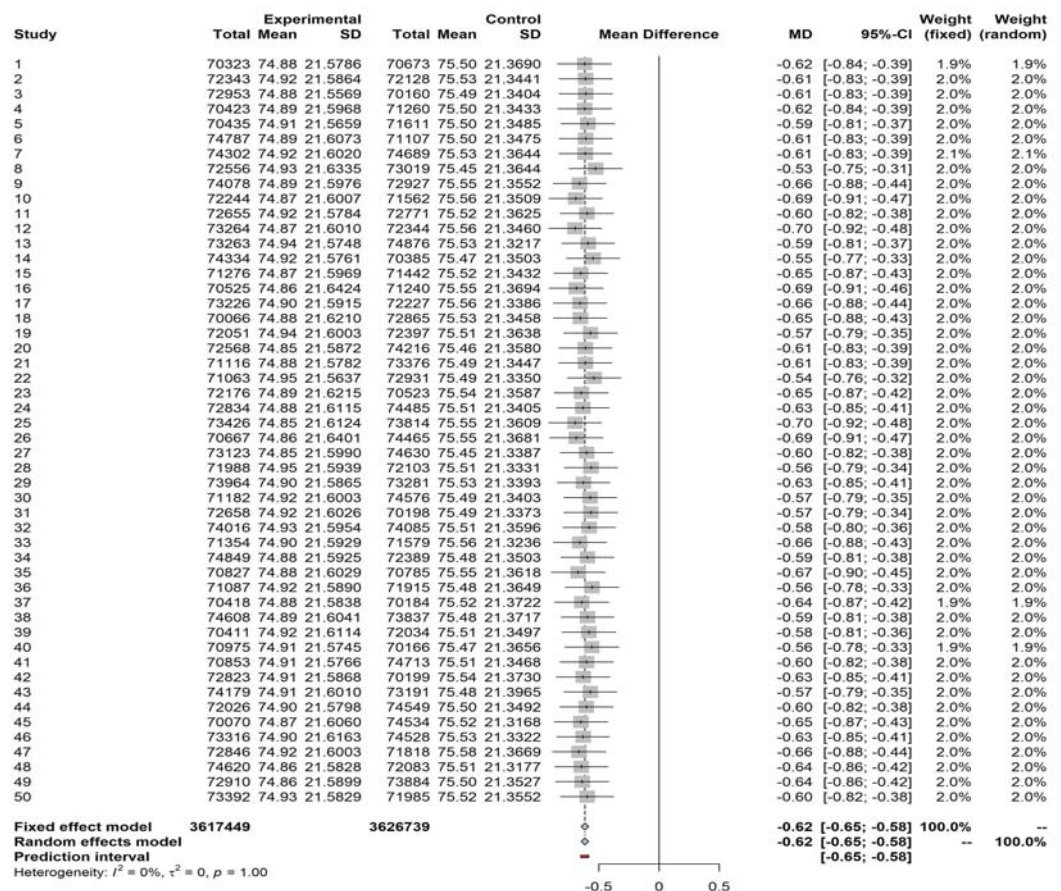 Experimental Control Weight Weight
Study Total Mean SD Total Mean SD Mean Difference MD 95%-CI (fixed) (random)
1 70323 74.88 21.5786 70673 75.50 21.3690 -0.62 [-0.84; -0.39] 1.9% 1.9%
2 72343 74.92 21.5864 72128 75.53 21.3441 -0.61 [-0.83; -0.39] 2.0% 2.0%
3 72953 74.88 21.5569 70160 75.49 21.3404 -0.61 [-0.83; -0.39] 2.0% 2.0%
4 70423 74.89 21.5968 71260 75.50 21.3433 -0.62 [-0.84; -0.39] 2.0% 2.0%
5 70435 74.91 21.5659 71611 75.50 21.3485 -0.59 [-0.81; -0.37] 2.0% 2.0%
6 74787 74.89 21.6073 71107 75.50 21.3475 -0.61 [-0.83; -0.39] 2.0% 2.0%
7 74302 74.92 21.6020 74689 75.53 21.3644 -0.61 [-0.83; -0.39] 2.1% 2.1%
8 72556 74.93 21.6335 73019 75.45 21.3644 -0.53 [-0.75; -0.31] 2.0% 2.0%
9 74078 74.89 21.5976 72927 75.55 21.3552 -0.66 [-0.88; -0.44] 2.0% 2.0%
10 72244 74.87 21.6007 71562 75.56 21.3509 -0.69 [-0.91; -0.47] 2.0% 2.0%
11 72655 74.92 21.5784 72771 75.52 21.3625 -0.60 [-0.82; -0.38] 2.0% 2.0%
12 73264 74.87 21.6010 72344 75.56 21.3460 -0.70 [-0.92; -0.48] 2.0% 2.0%
13 73263 74.94 21.5748 74876 75.53 21.3217 -0.59 [-0.81; -0.37] 2.0% 2.0%
14 74334 74.92 21.5761 70385 75.47 21.3503 -0.55 [-0.77; -0.33] 2.0% 2.0%
15 71276 74.87 21.5969 71442 75.52 21.3432 -0.65 [-0.87; -0.43] 2.0% 2.0%
16 70525 74.86 21.6424 71240 75.55 21.3694 -0.69 [-0.91; -0.46] 2.0% 2.0%
17 73226 74.90 21.5915 72227 75.56 21.3386 -0.66 [-0.88; -0.44] 2.0% 2.0%
18 70066 74.88 21.6210 72865 75.53 21.3458 -0.65 [-0.88; -0.43] 2.0% 2.0%
19 72051 74.94 21.6003 72397 75.51 21.3638 -0.57 [-0.79; -0.35] 2.0% 2.0%
20 72568 74.85 21.5872 74216 75.46 21.3580 -0.61 [-0.83; -0.39] 2.0% 2.0%
21 71116 74.88 21.5782 73376 75.49 21.3447 -0.61 [-0.83; -0.39] 2.0% 2.0%
22 71063 74.95 21.5637 72931 75.49 21.3350 -0.54 [-0.76; -0.32] 2.0% 2.0%
23 72176 74.89 21.6215 70523 75.54 21.3587 -0.65 [-0.87; -0.42] 2.0% 2.0%
24 72834 74.88 21.6115 74485 75.51 21.3405 -0.63 [-0.85; -0.41] 2.0% 2.0%
25 73426 74.85 21.6124 73814 75.55 21.3609 -0.70 [-0.92; -0.48] 2.0% 2.0%
26 70667 74.86 21.6401 74465 75.55 21.3681 -0.69 [-0.91; -0.47] 2.0% 2.0%
27 73123 74.85 21.5990 74630 75.45 21.3387 -0.60 [-0.82; -0.38] 2.0% 2.0%
28 71988 74.95 21.5939 72103 75.51 21.3331 -0.56 [-0.79; -0.34] 2.0% 2.0%
29 73964 74.90 21.5865 73281 75.53 21.3393 -0.63 [-0.85; -0.41] 2.0% 2.0%
30 71182 74.92 21.6003 74576 75.49 21.3403 -0.57 [-0.79; -0.35] 2.0% 2.0%
31 72658 74.92 21.6026 70198 75.49 21.3373 -0.57 [-0.79; -0.34] 2.0% 2.0%
32 74016 74.93 21.5954 74085 75.51 21.3596 -0.58 [-0.80; -0.36] 2.0% 2.0%
33 71354 74.90 21.5929 71579 75.56 21.3236 -0.66 [-0.88; -0.43] 2.0% 2.0%
34 74849 74.88 21.5925 72389 75.48 21.3503 -0.59 [-0.81; -0.38] 2.0% 2.0%
35 70827 74.88 21.6029 70785 75.55 21.3618 -0.67 [-0.90; -0.45] 2.0% 2.0%
36 71087 74.92 21.5890 71915 75.48 21.3649 -0.56 [-0.78; -0.33] 2.0% 2.0%
37 70418 74.88 21.5838 70184 75.52 21.3722 -0.64 [-0.87; -0.42] 1.9% 1.9%
38 74608 74.89 21.6041 73837 75.48 21.3717 -0.59 [-0.81; -0.38] 2.0% 2.0%
39 70411 74.92 21.6114 72034 75.50 21.3497 -0.58 [-0.81; -0.36] 2.0% 2.0%
40 70975 74.91 21.5745 70166 75.47 21.3656 -0.56 [-0.78; -0.33] 1.9% 1.9%
41 70853 74.91 21.5766 74713 75.51 21.3468 -0.60 [-0.82; -0.38] 2.0% 2.0%
42 72823 74.91 21.5868 70199 75.54 21.3730 -0.63 [-0.85; -0.41] 2.0% 2.0%
43 74179 74.91 21.6010 73191 75.48 21.3965 -0.57 [-0.79; -0.35] 2.0% 2.0%
44 72026 74.90 21.5798 74549 75.50 21.3492 -0.60 [-0.82; -0.38] 2.0% 2.0%
45 70070 74.87 21.6060 74534 75.52 21.3168 -0.65 [-0.87; -0.43] 2.0% 2.0%
46 73316 74.90 21.6163 74528 75.53 21.3322 -0.63 [-0.85; -0.41] 2.0% 2.0%
47 72846 74.92 21.6003 71818 75.58 21.3669 -0.66 [-0.88; -0.44] 2.0% 2.0%
48 74620 74.86 21.5828 72083 75.51 21.3177 -0.64 [-0.86; -0.42] 2.0% 2.0%
49 72910 74.86 21.5899 73884 75.50 21.3527 -0.64 [-0.86; -0.42] 2.0% 2.0%
50 73392 74.93 21.5829 71985 75.52 21.3552 -0.60 [-0.82; -0.38] 2.0% 2.0%
Fixed effect model 3617449 3626739 -0.62 [-0.65; -0.58] 100.0% --
Random effects model -0.62 [-0.65; -0.58] -- 100.0%
Prediction interval [-0.65; -0.58]
Heterogeneity: I² = 0%, τ² = 0, p = 1.00
-0.5 0 0.5